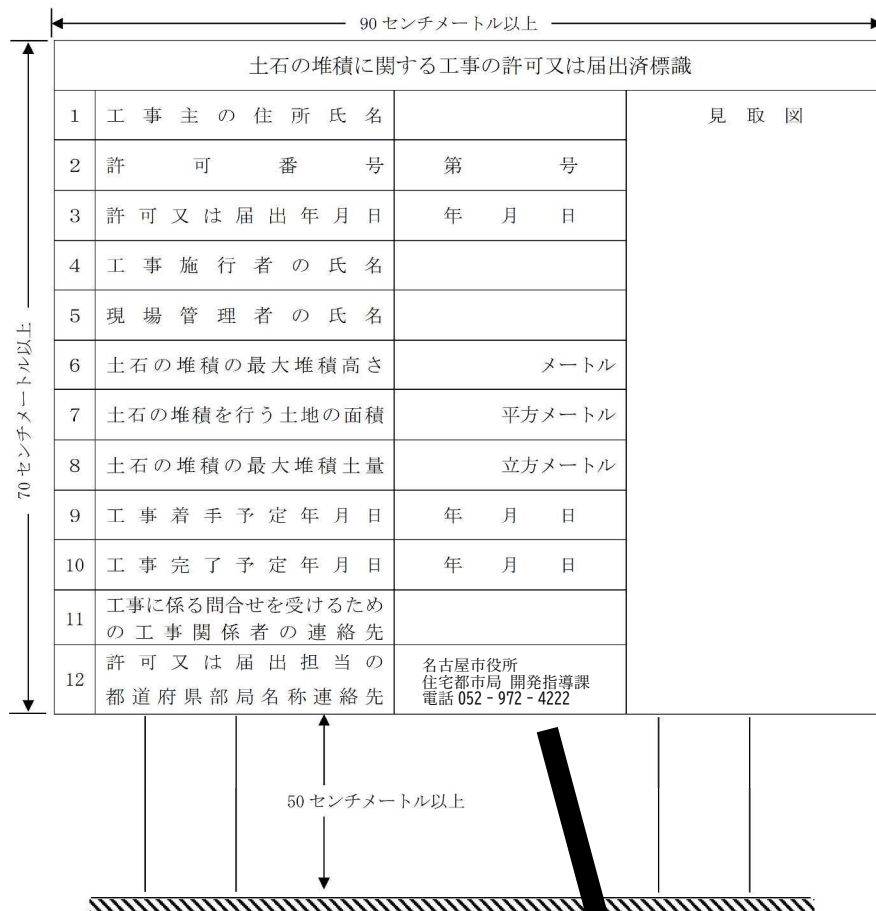 90センチメートル以上
土石の堆積に関する工事の許可又は届出済標識
1 工事主の住所氏名
見取図
2 許可番号 第 号
3 許可又は届出年月日 年 月 日
4 工事施行者の氏名
5 現場管理者の氏名
6 土石の堆積の最大堆積高さ メートル
7 土石の堆積を行う土地の面積 平方メートル
8 土石の堆積の最大堆積土量 立方メートル
9 工事着手予定年月日 年 月 日
10 工事完了予定年月日 年 月 日
11 工事に係る問合せを受けるため
の工事関係者の連絡先
12 許可又は届出担当の
都道府県部局名称連絡先
名古屋市役所
住宅都市局 開発指導課
電話 052-972-4222
70センチメートル以上
50センチメートル以上